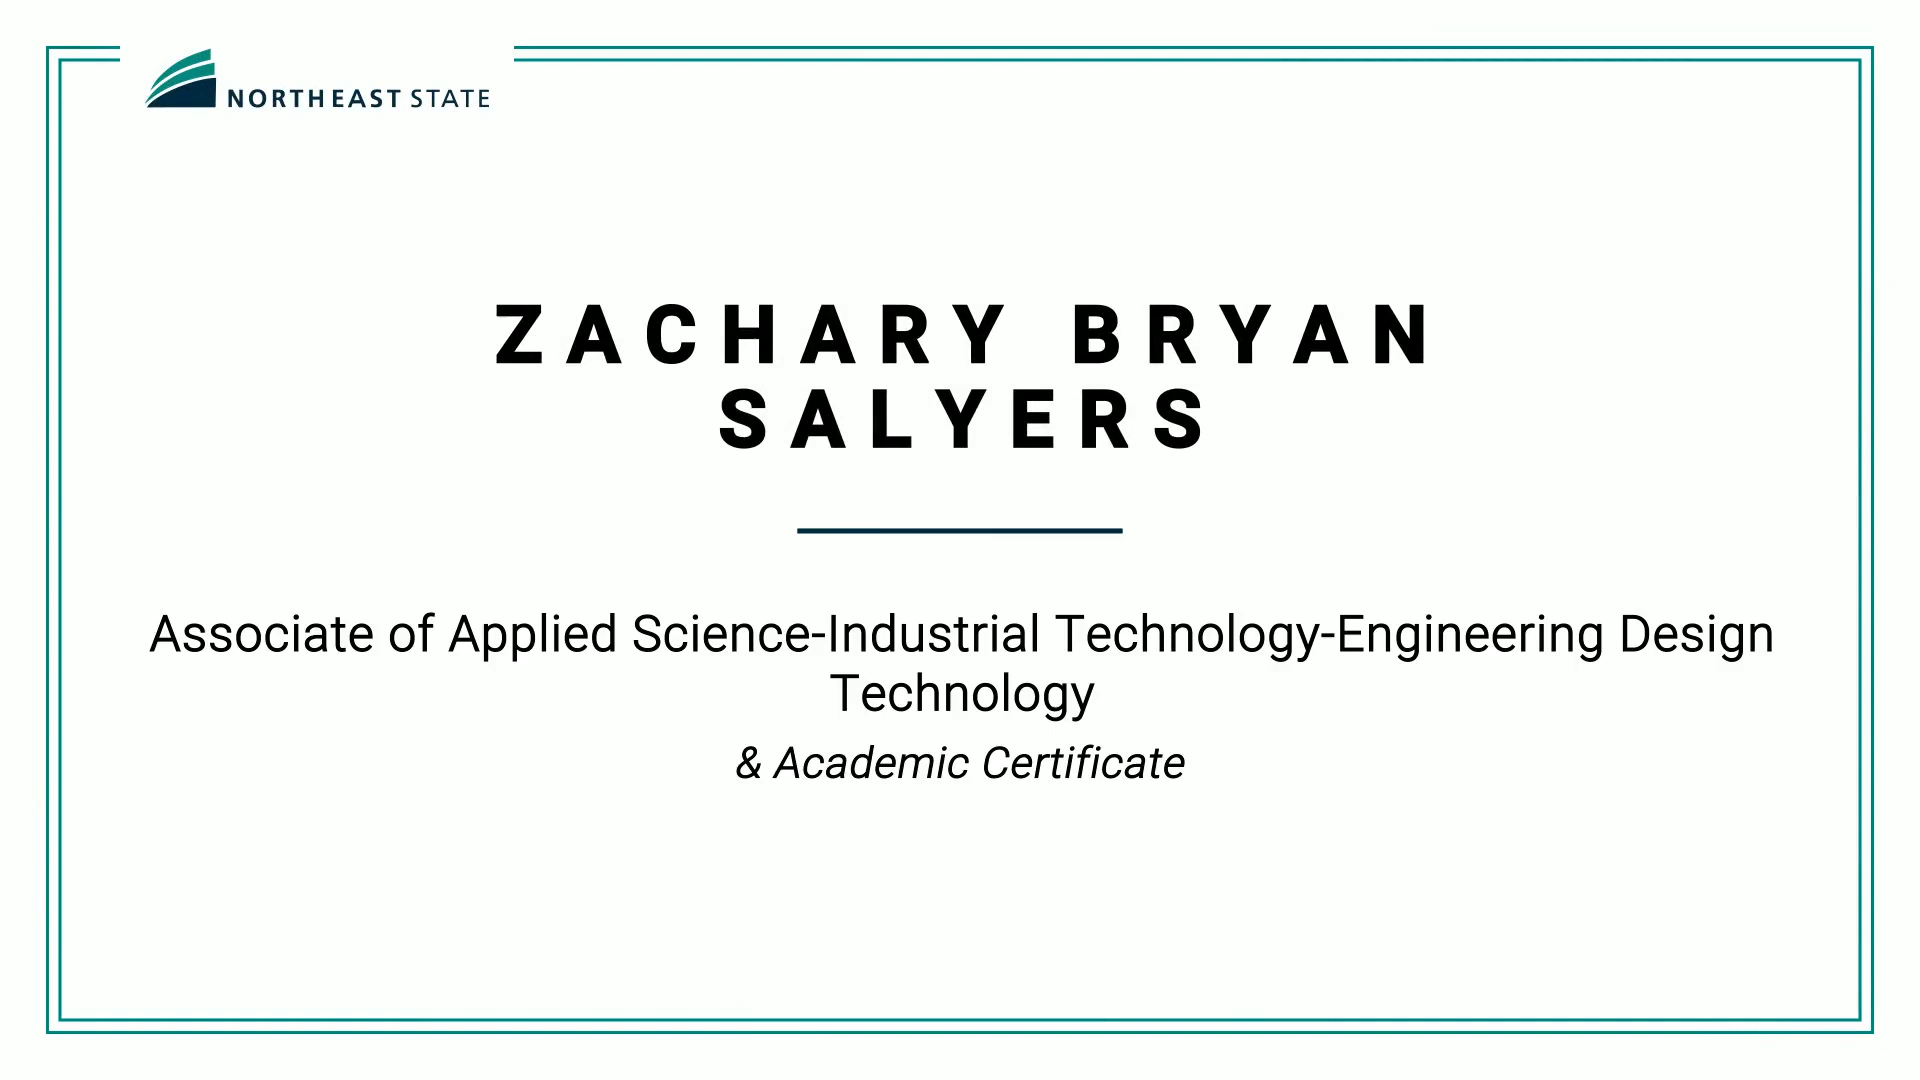 NORTHEAST STATE
ZACHARY BRYAN
SALYERS
Associate of Applied Science-Industrial Technology-Engineering Design
Technology
& Academic Certificate